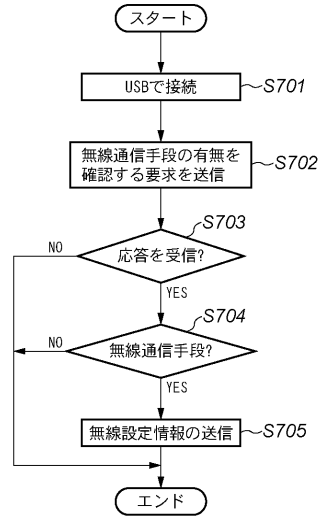 スタート
USBで接続
S701
無線通信手段の有無を
確認する要求を送信
S702
S703
応答を受信?
NO
YES
S704
無線通信手段?
NO
YES
無線設定情報の送信
S705
エンド